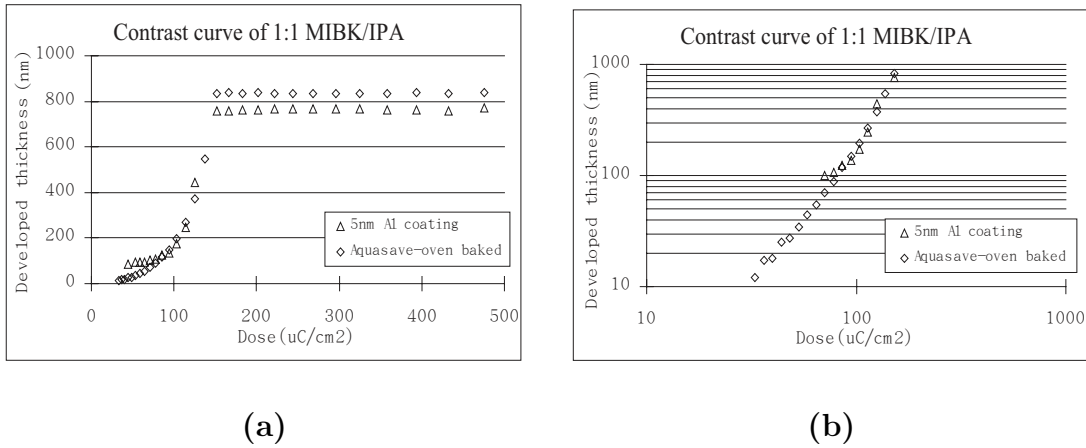 Contrast curve of 1:1 MIBK/IPA
1000
800
600
400
200
0
Developed thickness (nm)
5nm Al coating
Aquasave-oven baked
0 100 200 300 400 500
Dose(uC/cm2)
(a)
Contrast curve of 1:1 MIBK/IPA
1000
100
10
Developed thickness (nm)
5nm Al coating
Aquasave-oven baked
10 100 1000
Dose(uC/cm2)
(b)